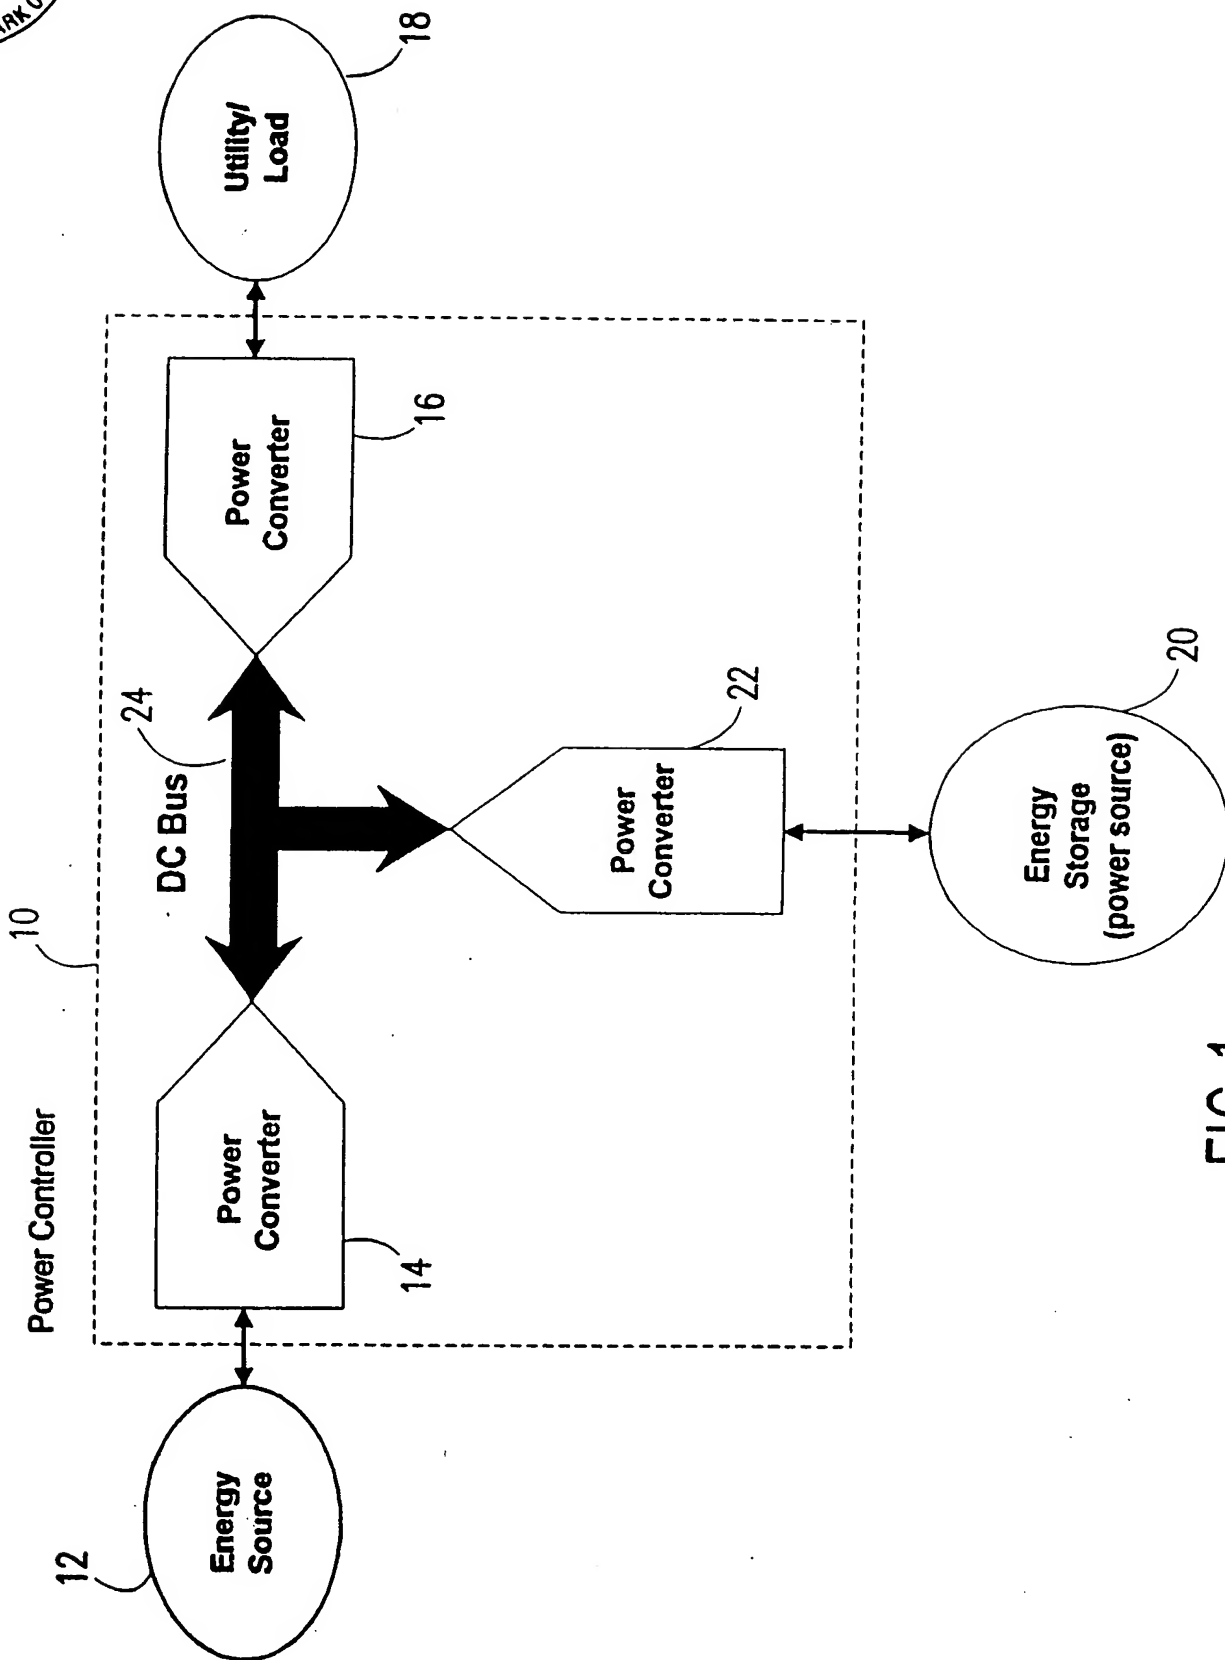 Power Controller
10
DC Bus
24
12
Energy
Source
Power
Converter
14
Power
Converter
16
Utility/
Load
18
Power
Converter
22
Energy
Storage
(power source)
20